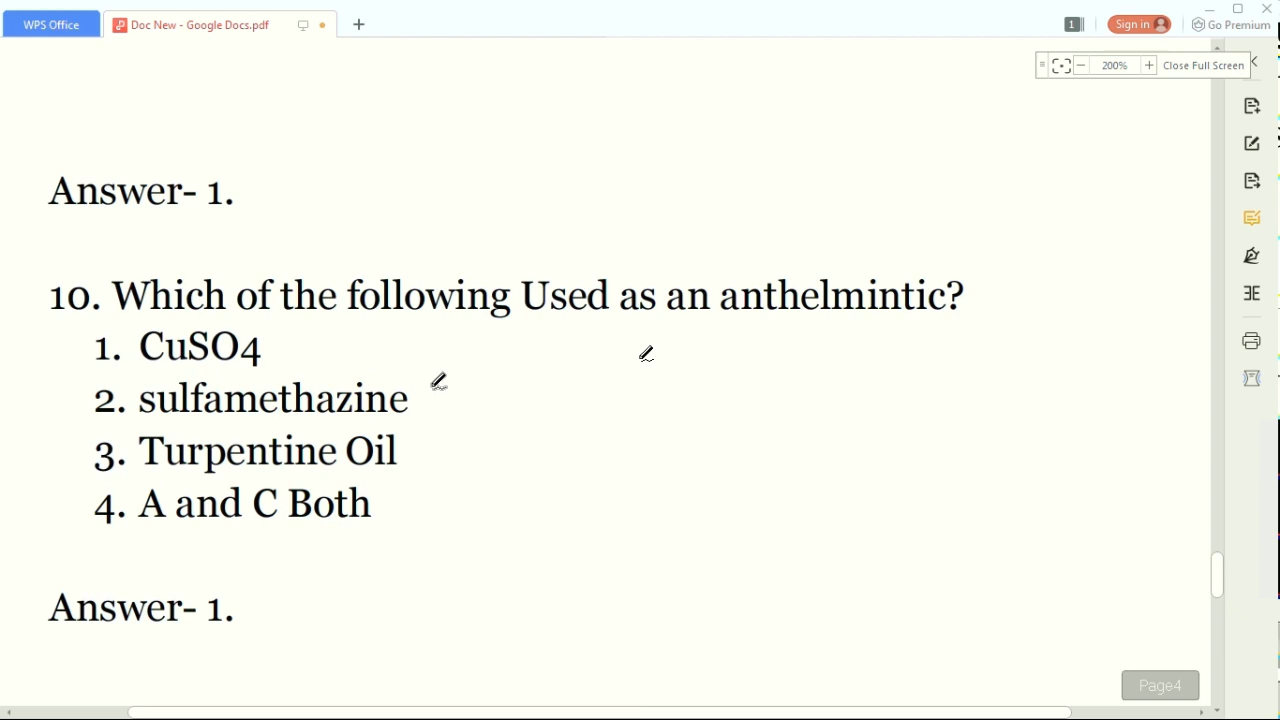 WPS Office
Doc New - Google Docs.pdf
1
Sign in
Go Premium
200%
Close Full Screen
Answer- 1.
10. Which of the following Used as an anthelmintic?
1. CuSO4
2. sulfamethazine
3. Turpentine Oil
4. A and C Both
Answer- 1.
Page4